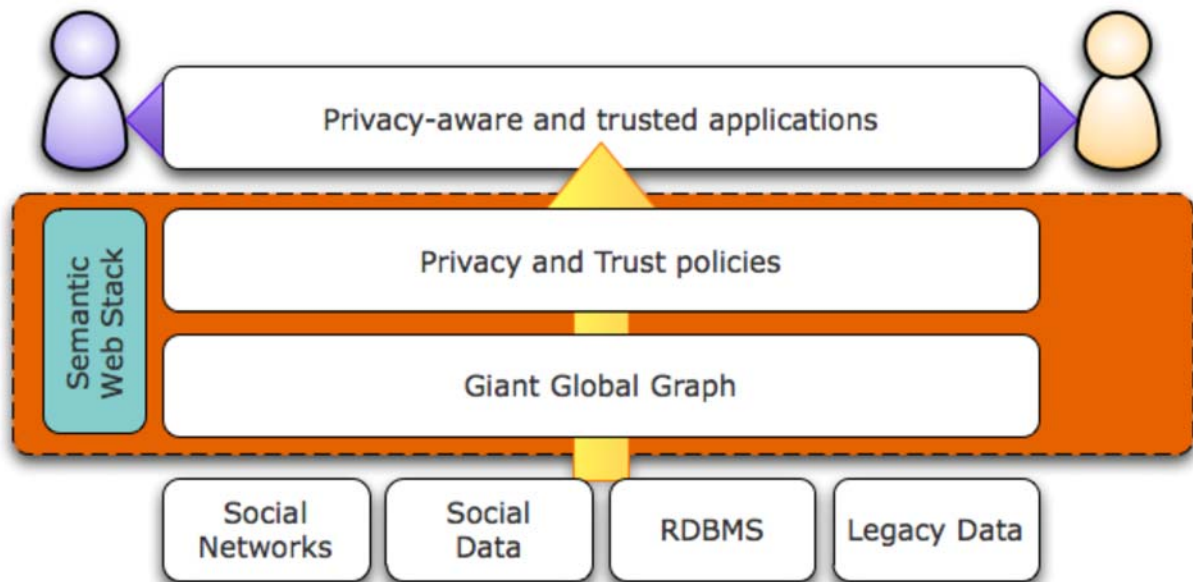 Privacy-aware and trusted applications
Semantic
Web Stack
Privacy and Trust policies
Giant Global Graph
Social
Networks
Social
Data
RDBMS
Legacy Data